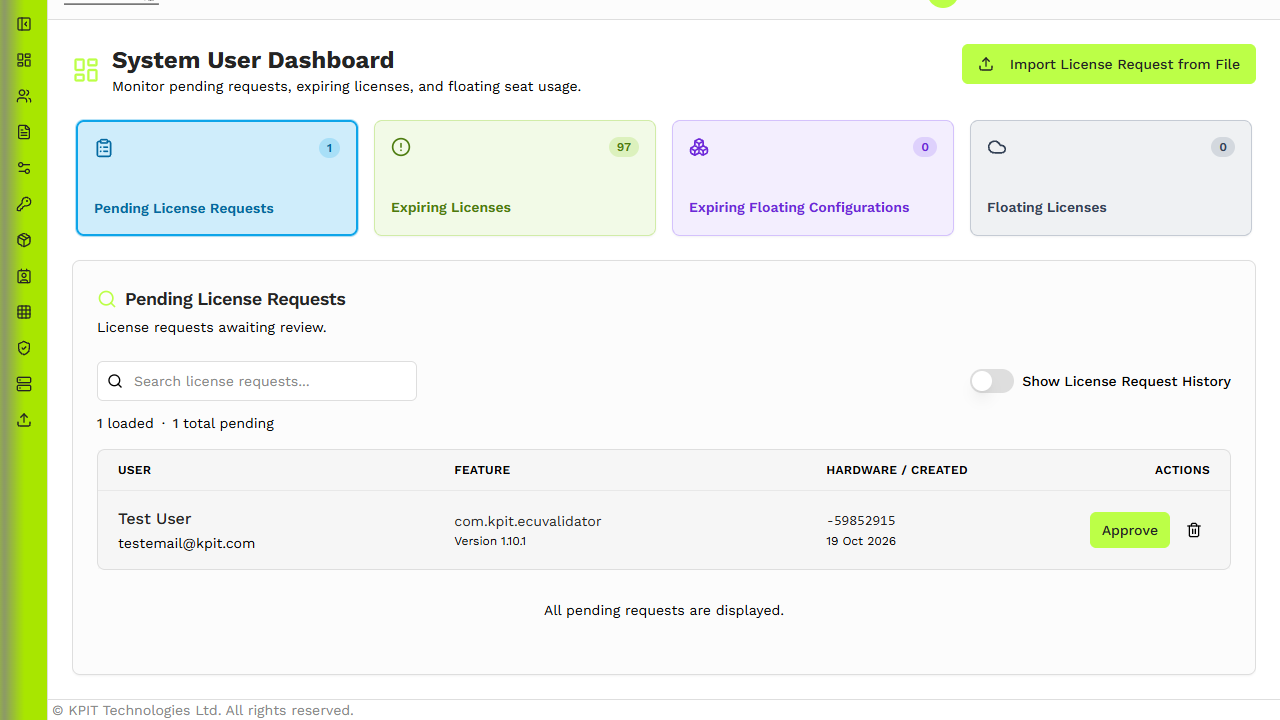 System User Dashboard
Monitor pending requests, expiring licenses, and floating seat usage.
Import License Request from File
1
Pending License Requests
97
Expiring Licenses
0
Expiring Floating Configurations
0
Floating Licenses
Pending License Requests
License requests awaiting review.
Search license requests...
Show License Request History
1 loaded · 1 total pending
USER FEATURE HARDWARE / CREATED ACTIONS
Test User
testemail@kpit.com
com.kpit.ecuvalidator
Version 1.10.1
-59852915
19 Oct 2026
Approve
All pending requests are displayed.
© KPIT Technologies Ltd. All rights reserved.